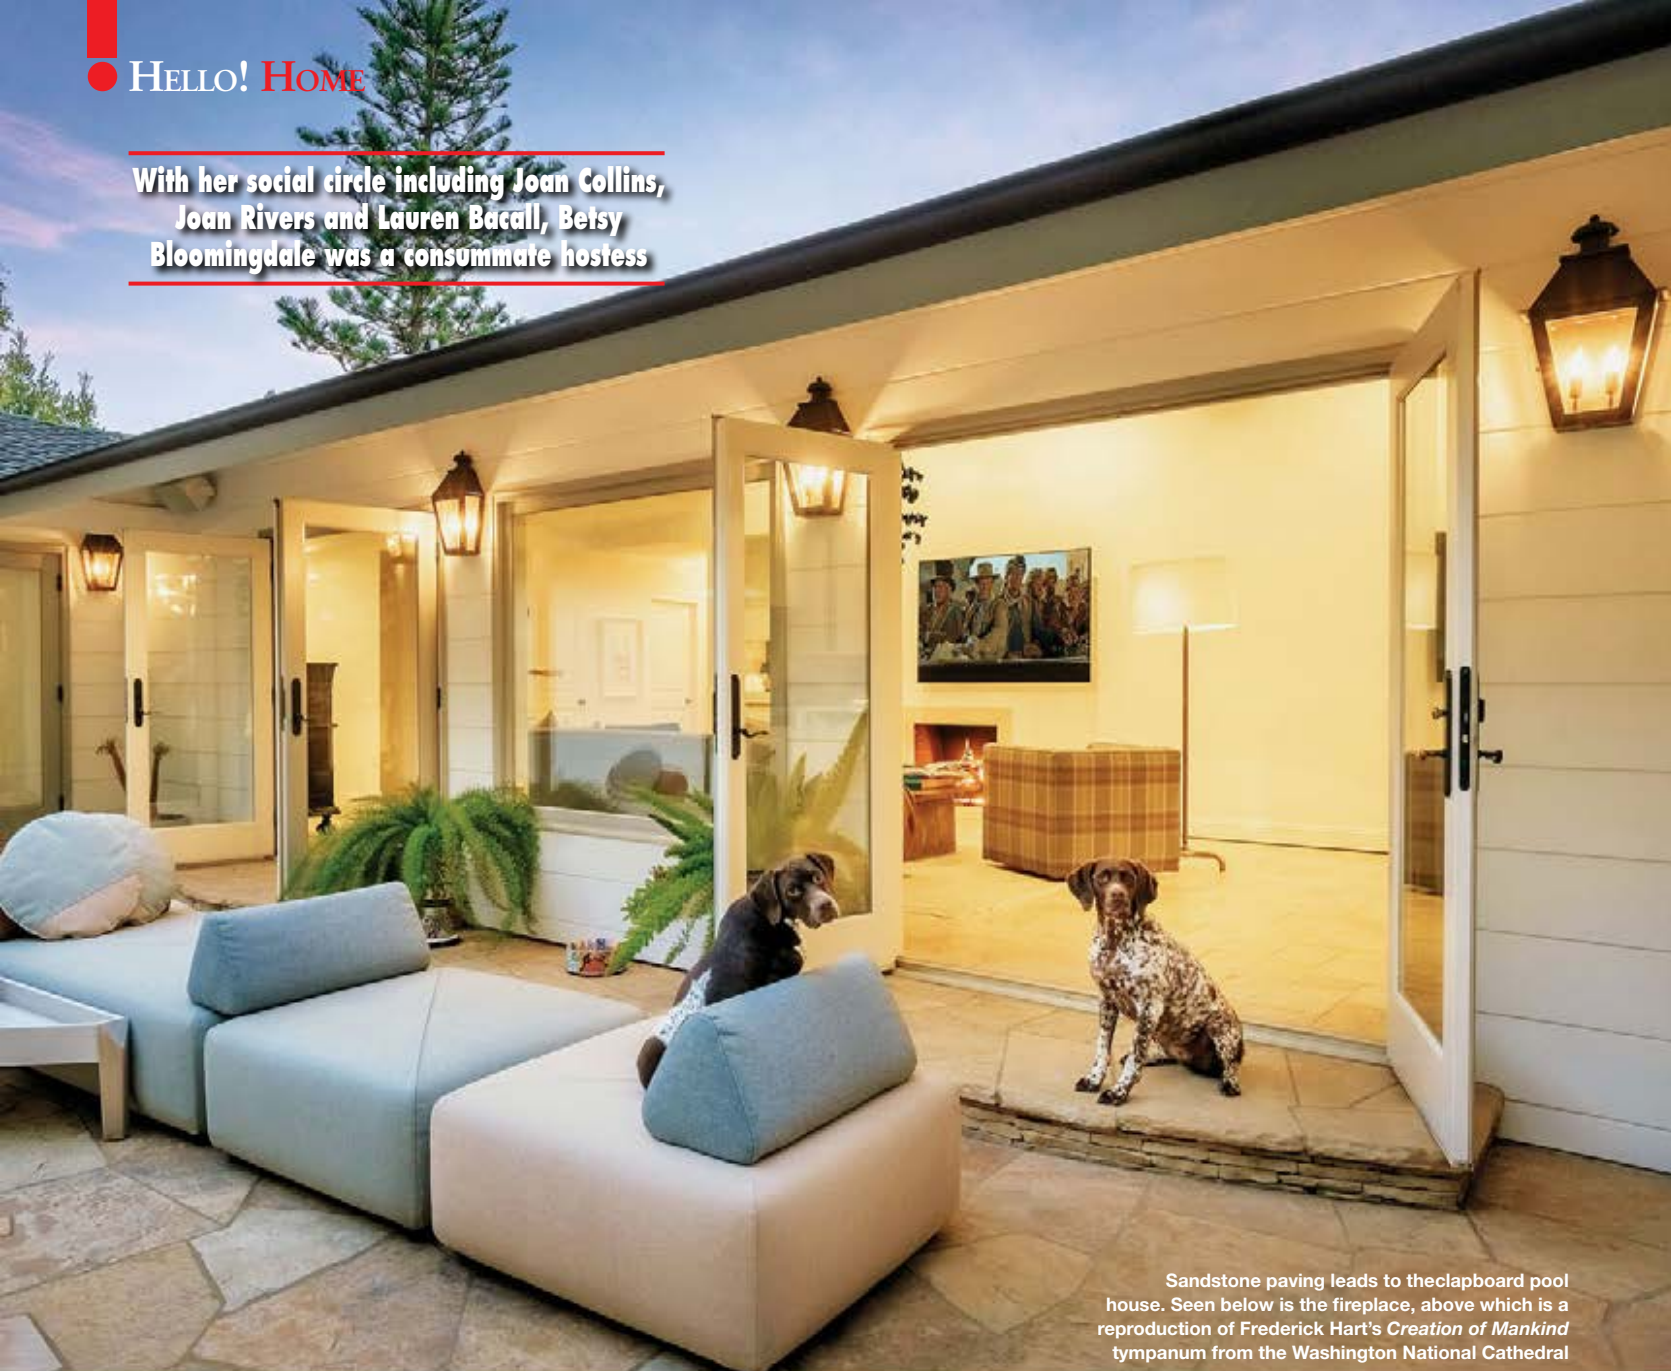 HELLO! HOME
With her social circle including Joan Collins,
Joan Rivers and Lauren Bacall, Betsy
Bloomingdale was a consummate hostess
Sandstone paving leads to theclapboard pool
house. Seen below is the fireplace, above which is a
reproduction of Frederick Hart's Creation of Mankind
tympanum from the Washington National Cathedral